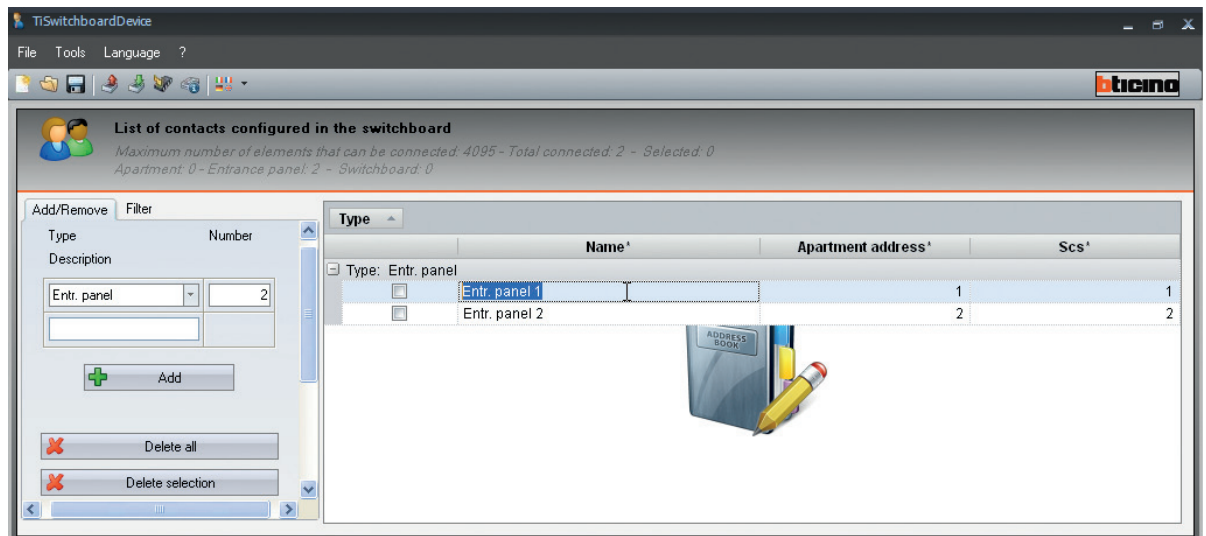 TiSwitchboardDevice
File Tools Language ?
bticino
List of contacts configured in the switchboard
Maximum number of elements that can be connected: 4095 - Total connected: 2 - Selected: 0
Apartment: 0 - Entrance panel: 2 - Switchboard: 0
Add/Remove Filter
Type Number
Description
Entr. panel 2
Add
Delete all
Delete selection
Type
Name* Apartment address* Scs*
Type: Entr. panel
Entr. panel 1 1 1
Entr. panel 2 2 2
ADDRESS
BOOK